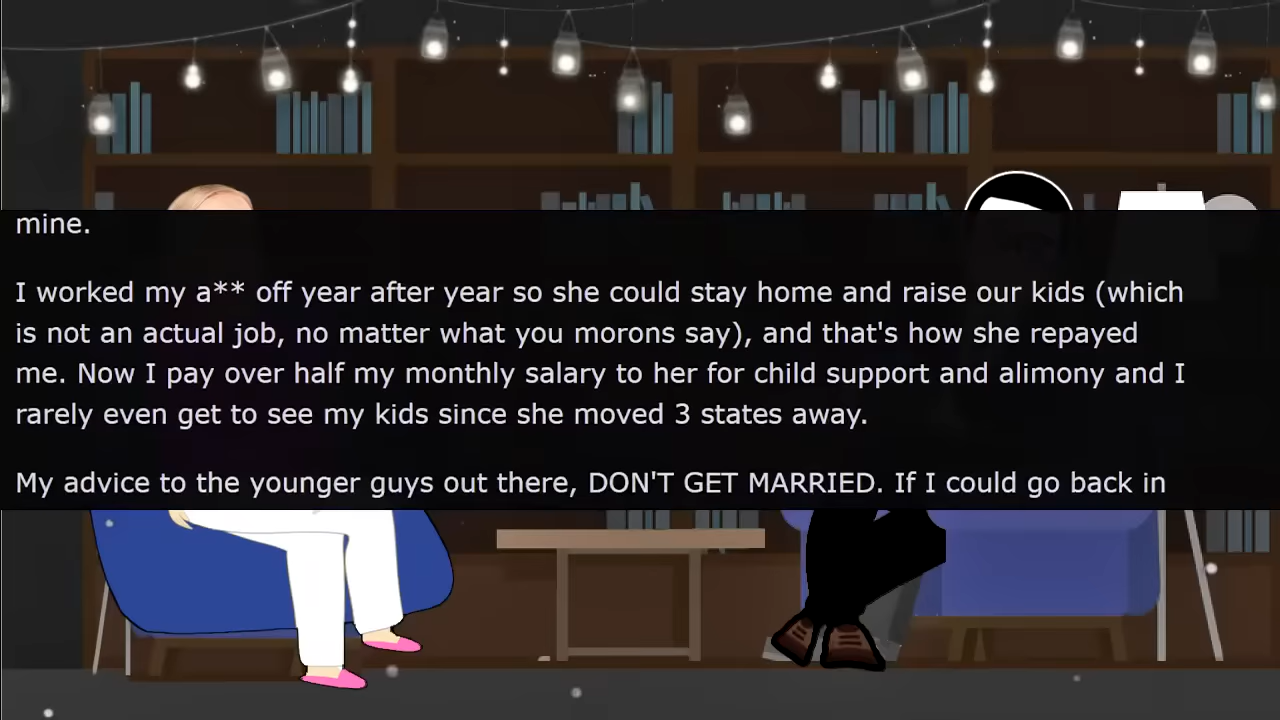 mine.
I worked my a** off year after year so she could stay home and raise our kids (which
is not an actual job, no matter what you morons say), and that's how she repayed
me. Now I pay over half my monthly salary to her for child support and alimony and I
rarely even get to see my kids since she moved 3 states away.
My advice to the younger guys out there, DON'T GET MARRIED. If I could go back in